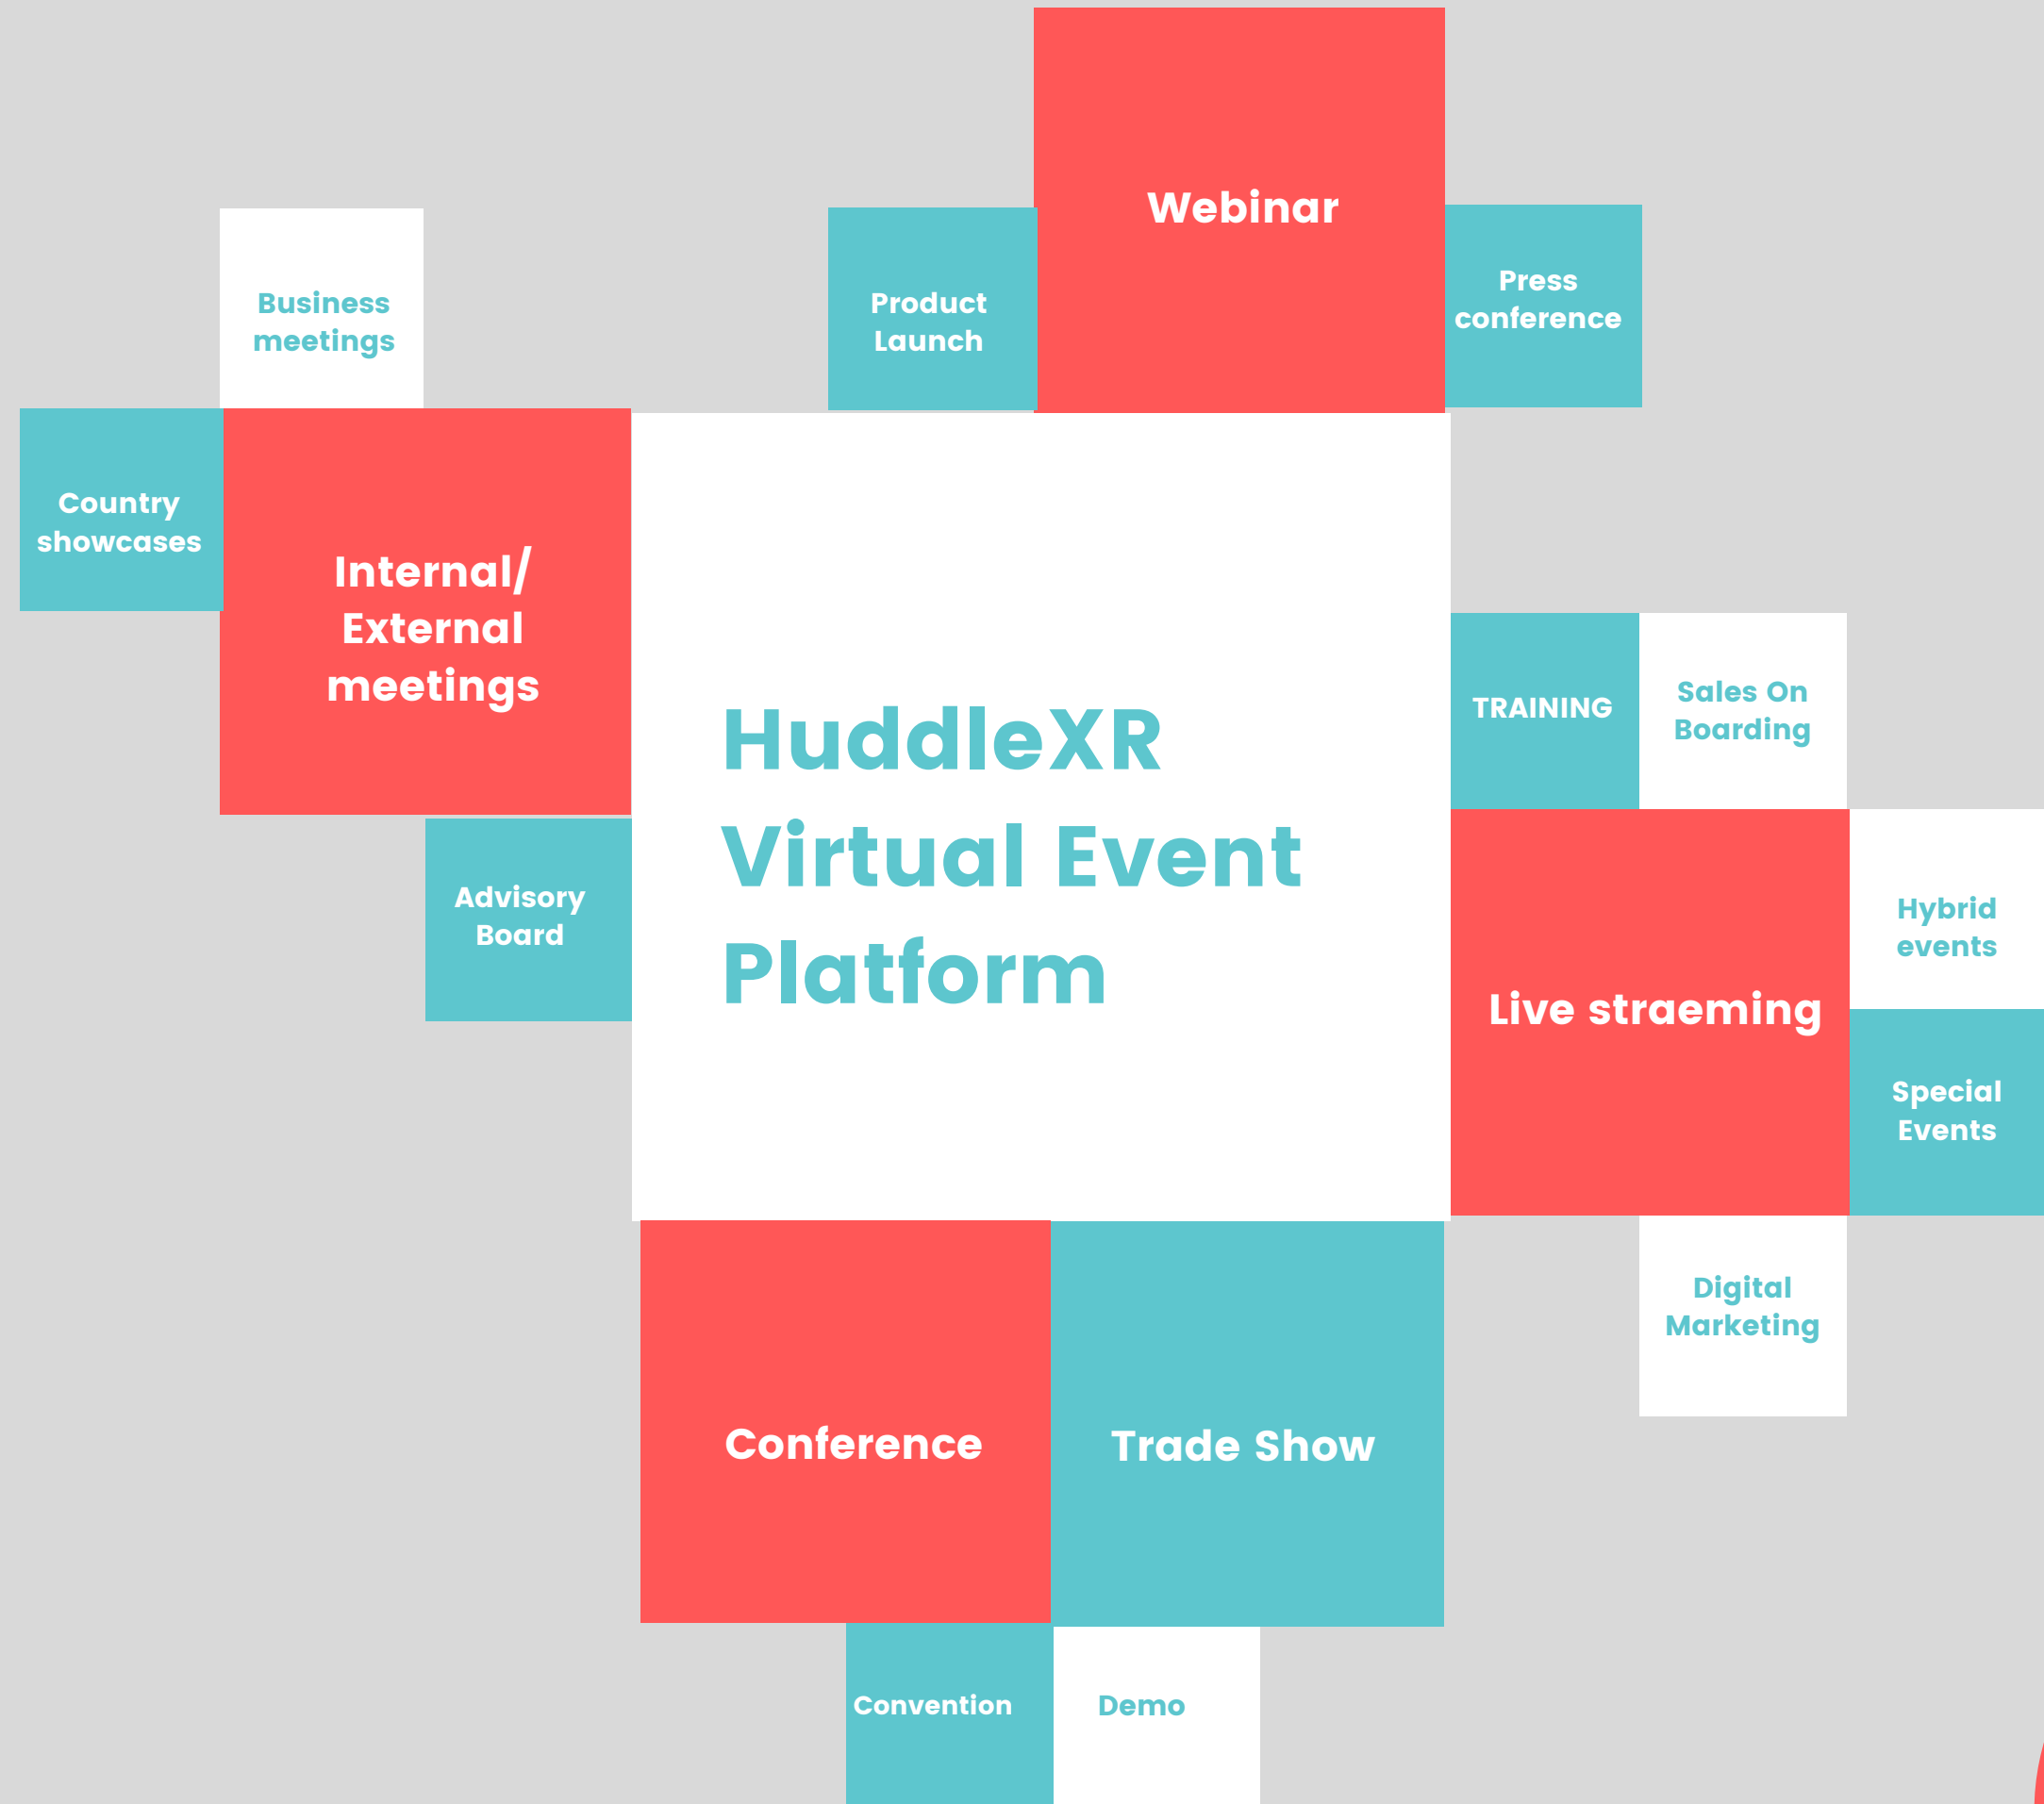 Webinar
Press
conference
Product
Launch
Business
meetings
Country
showcases
Internal/
External
meetings
HuddleXR
Virtual Event
Platform
TRAINING
Sales On
Boarding
Advisory
Board
Hybrid
events
Live straeming
Special
Events
Digital
Marketing
Conference
Trade Show
Convention
Demo